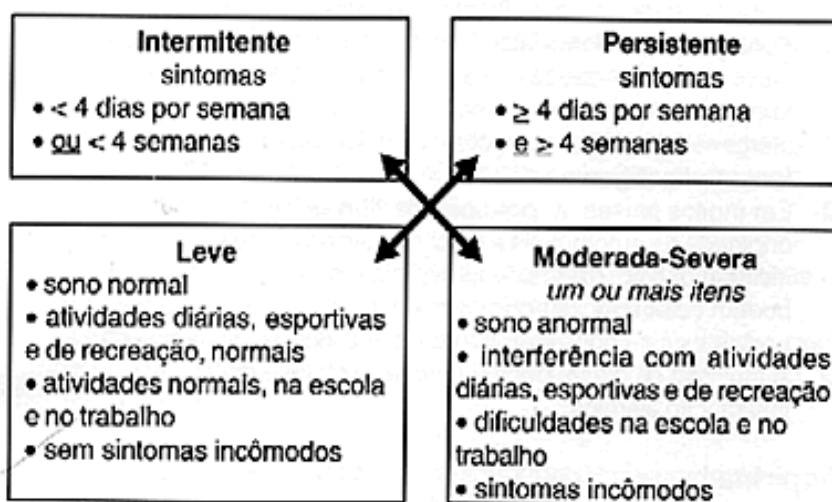 Intermitente
sintomas
• < 4 dias por semana
• ou < 4 semanas
Persistente
sintomas
• ≥ 4 dias por semana
• e ≥ 4 semanas
Leve
• sono normal
• atividades diárias, esportivas
e de recreação, normais
• atividades normais, na escola
e no trabalho
• sem sintomas incômodos
Moderada-Severa
um ou mais itens
• sono anormal
• interferência com atividades
diárias, esportivas e de recreação
• dificuldades na escola e no
trabalho
• sintomas incômodos